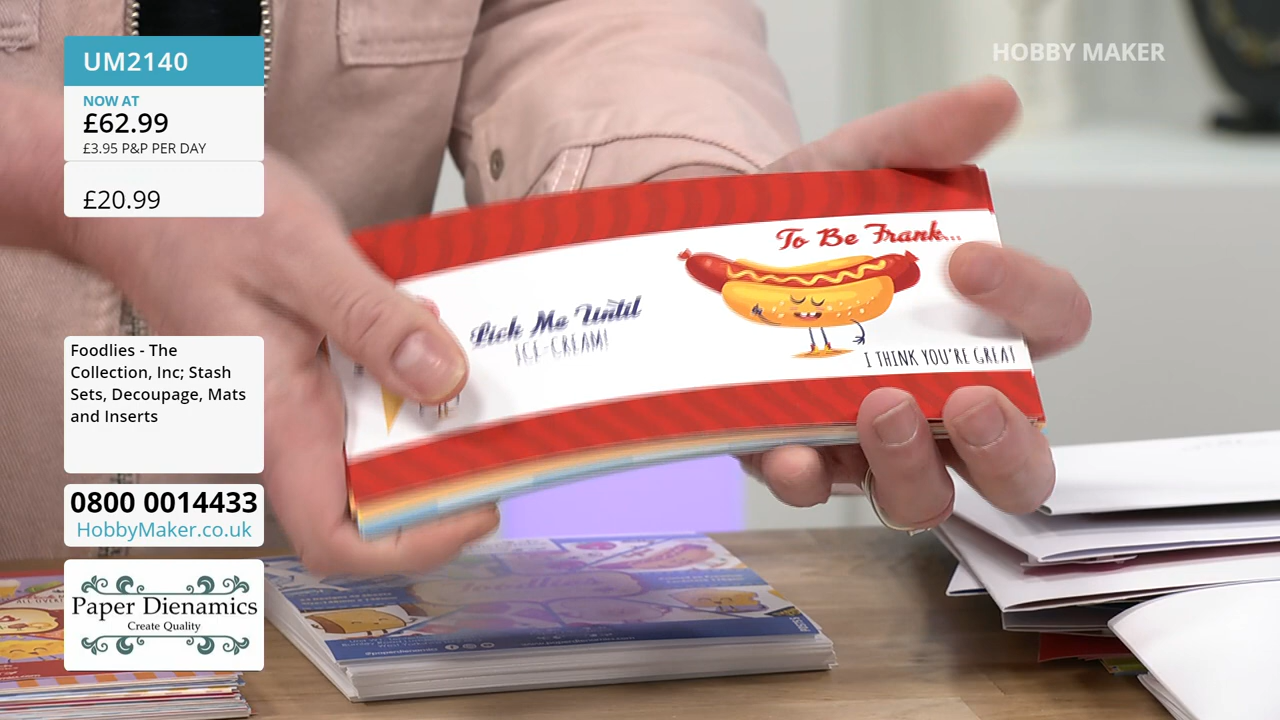 UM2140
NOW AT
£62.99
£3.95 P&P PER DAY
£20.99
Foodlies - The
Collection, Inc; Stash
Sets, Decoupage, Mats
and Inserts
0800 0014433
HobbyMaker.co.uk
Paper Dienamics
Create Quality
HOBBY MAKER
To Be Frank...
I THINK YOU'RE GREAT
Lick Me Until
ICE-CREAM!